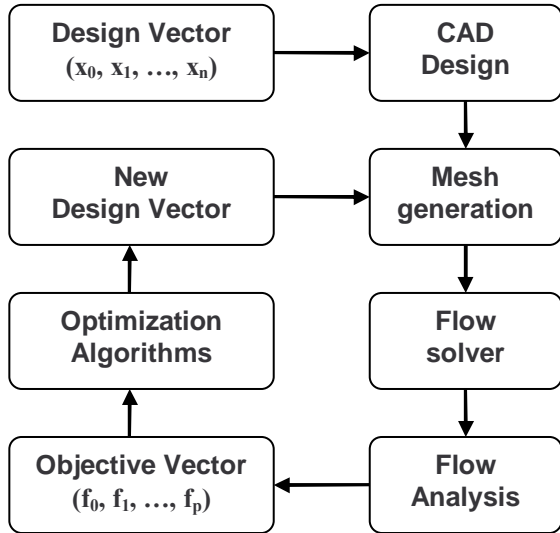 Design Vector
(x₀, x₁, …, xₙ)
CAD
Design
New
Design Vector
Mesh
generation
Optimization
Algorithms
Flow
solver
Objective Vector
(f₀, f₁, …, fₚ)
Flow
Analysis